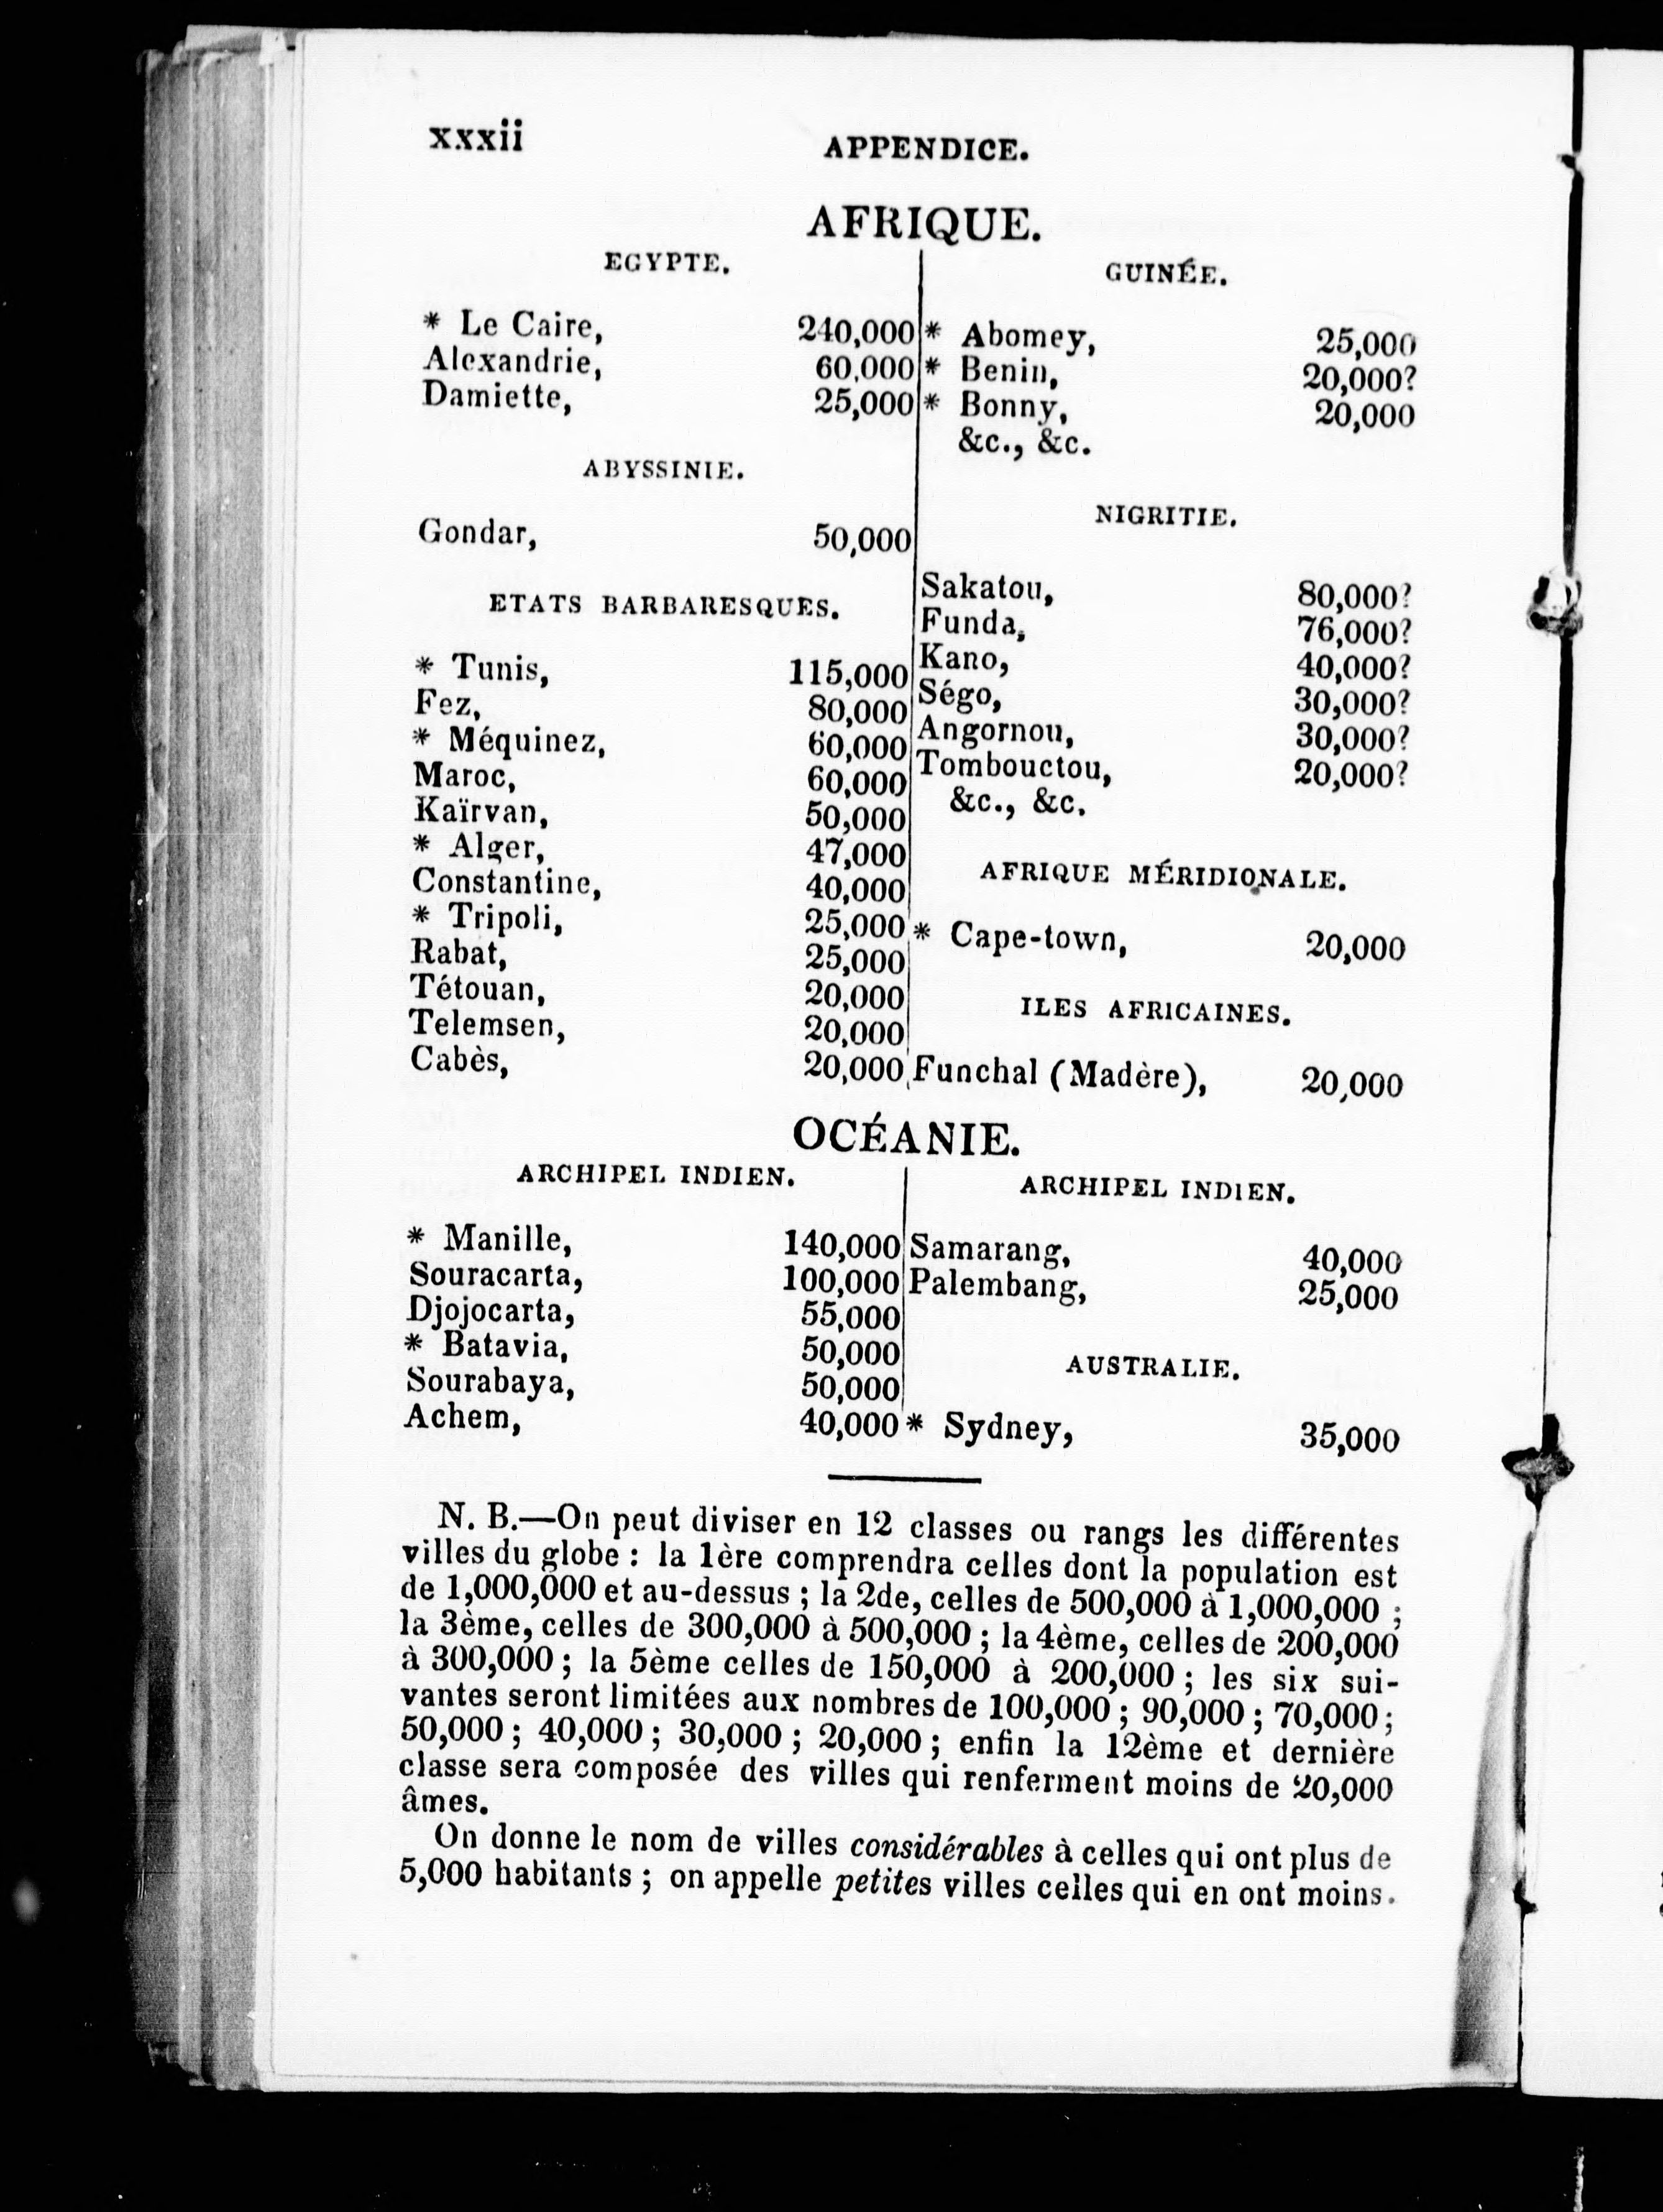 xxxii
APPENDICE.
AFRIQUE.
EGYPTE.
* Le Caire, 240,000
Alexandrie, 60,000
Damiette, 25,000
ABYSSINIE.
Gondar, 50,000
ETATS BARBARESQUES.
* Tunis, 115,000
Fez, 80,000
* Méquinez, 60,000
Maroc, 60,000
Kaïrvan, 50,000
* Alger, 47,000
Constantine, 40,000
* Tripoli, 25,000
Rabat, 25,000
Tétouan, 20,000
Telemsen, 20,000
Cabès, 20,000
GUINÉE.
* Abomey, 25,000
* Benin, 20,000?
* Bonny, 20,000
&c., &c.
NIGRITIE.
Sakatou, 80,000?
Funda, 76,000?
Kano, 40,000?
Ségo, 30,000?
Angornou, 30,000?
Tombouctou, 20,000?
&c., &c.
AFRIQUE MÉRIDIONALE.
* Cape-town, 20,000
ILES AFRICAINES.
Funchal (Madère), 20,000
OCÉANIE.
ARCHIPEL INDIEN.
* Manille, 140,000
Souracarta, 100,000
Djojocarta, 55,000
* Batavia, 50,000
Sourabaya, 50,000
Achem, 40,000
ARCHIPEL INDIEN.
Samarang, 40,000
Palembang, 25,000
AUSTRALIE.
* Sydney, 35,000
N. B.—On peut diviser en 12 classes ou rangs les différentes
villes du globe : la 1ère comprendra celles dont la population est
de 1,000,000 et au-dessus ; la 2de, celles de 500,000 à 1,000,000 ;
la 3ème, celles de 300,000 à 500,000 ; la 4ème, celles de 200,000
à 300,000 ; la 5ème celles de 150,000 à 200,000 ; les six sui-
vantes seront limitées aux nombres de 100,000 ; 90,000 ; 70,000 ;
50,000 ; 40,000 ; 30,000 ; 20,000 ; enfin la 12ème et dernière
classe sera composée des villes qui renferment moins de 20,000
âmes.
On donne le nom de villes considérables à celles qui ont plus de
5,000 habitants ; on appelle petites villes celles qui en ont moins.